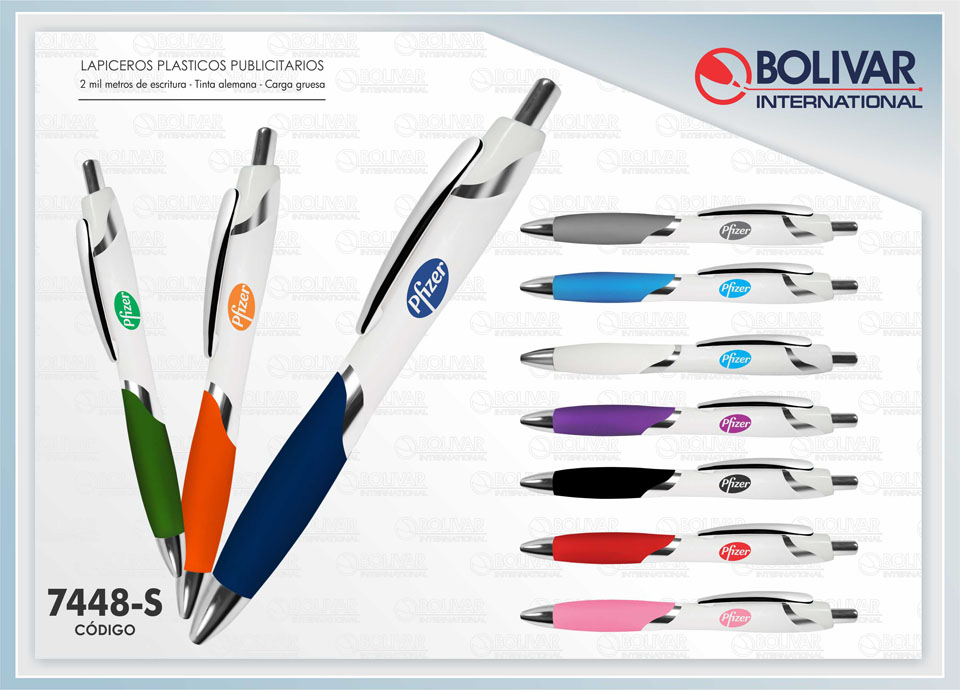 LAPICEROS PLASTICOS PUBLICITARIOS
2 mil metros de escritura - Tinta alemana - Carga gruesa
BOLIVAR
INTERNATIONAL
Pfizer
Pfizer
Pfizer
Pfizer
Pfizer
Pfizer
Pfizer
Pfizer
Pfizer
Pfizer
7448-S
CÓDIGO